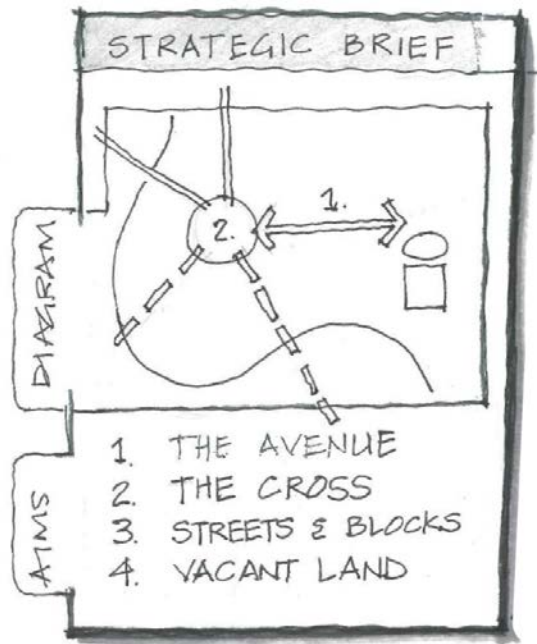 STRATEGIC BRIEF
DIAGRAM
1.
2.
AIMS
1. THE AVENUE
2. THE CROSS
3 STREETS & BLOCKS
4. VACANT LAND